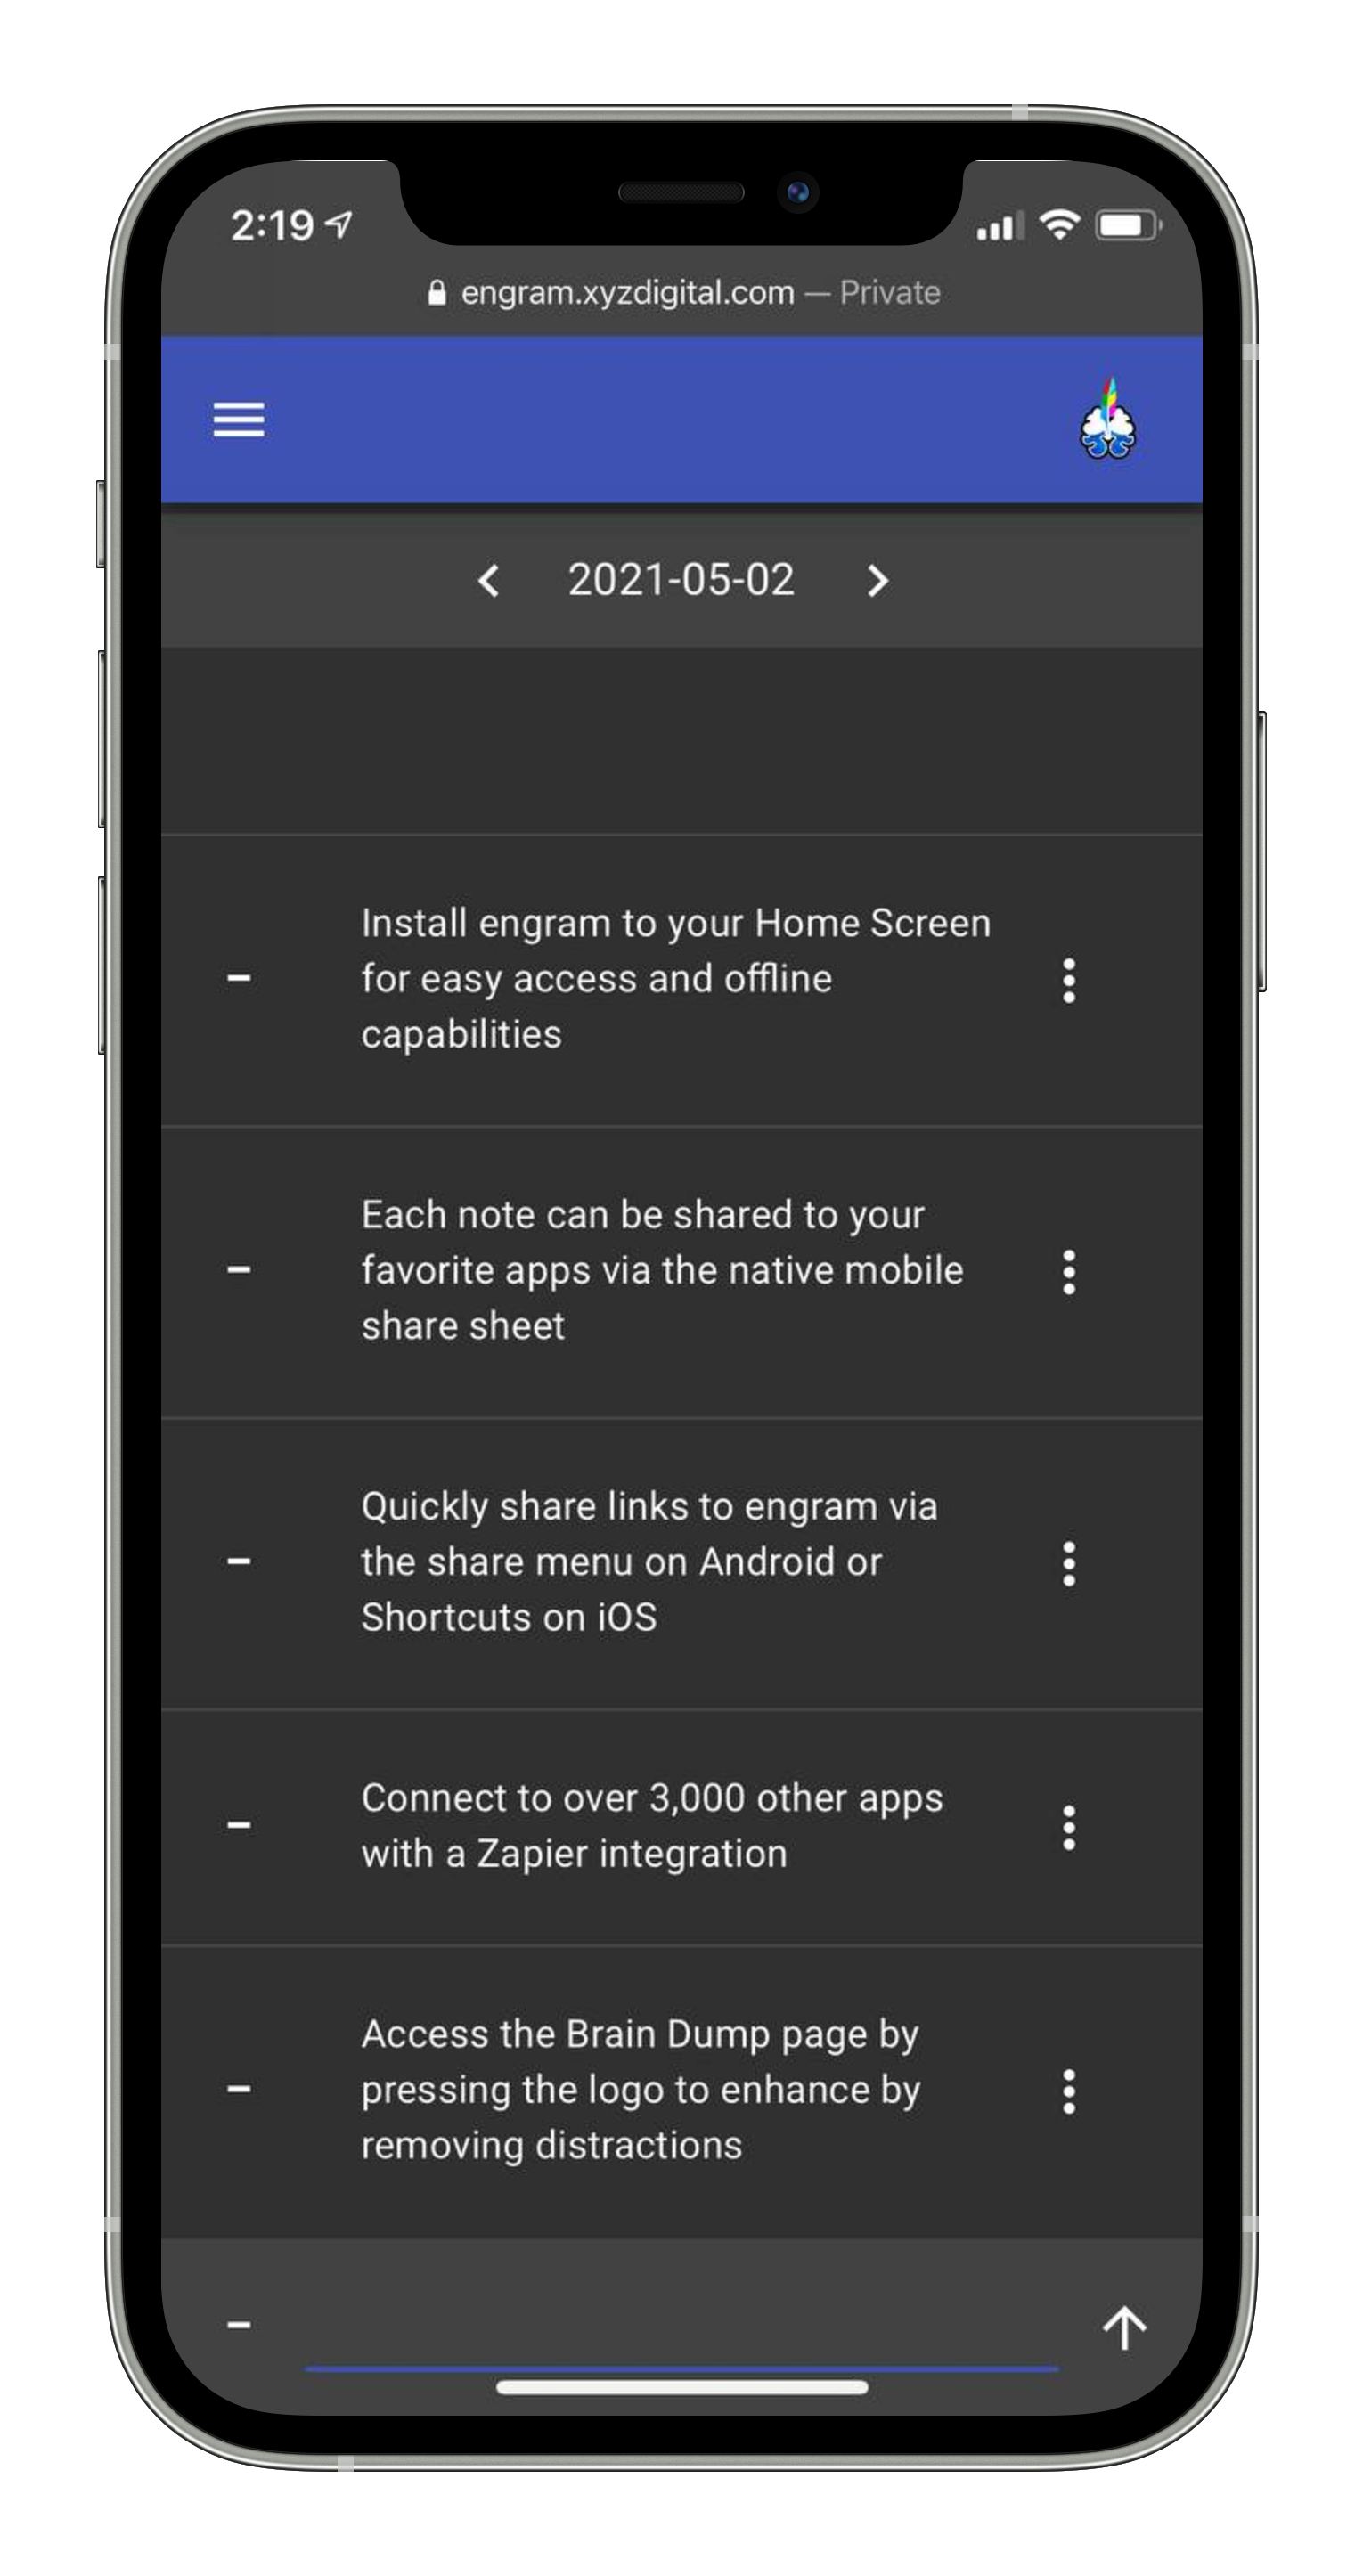 2:19
engram.xyzdigital.com — Private
2021-05-02
Install engram to your Home Screen
for easy access and offline
capabilities
Each note can be shared to your
favorite apps via the native mobile
share sheet
Quickly share links to engram via
the share menu on Android or
Shortcuts on iOS
Connect to over 3,000 other apps
with a Zapier integration
Access the Brain Dump page by
pressing the logo to enhance by
removing distractions